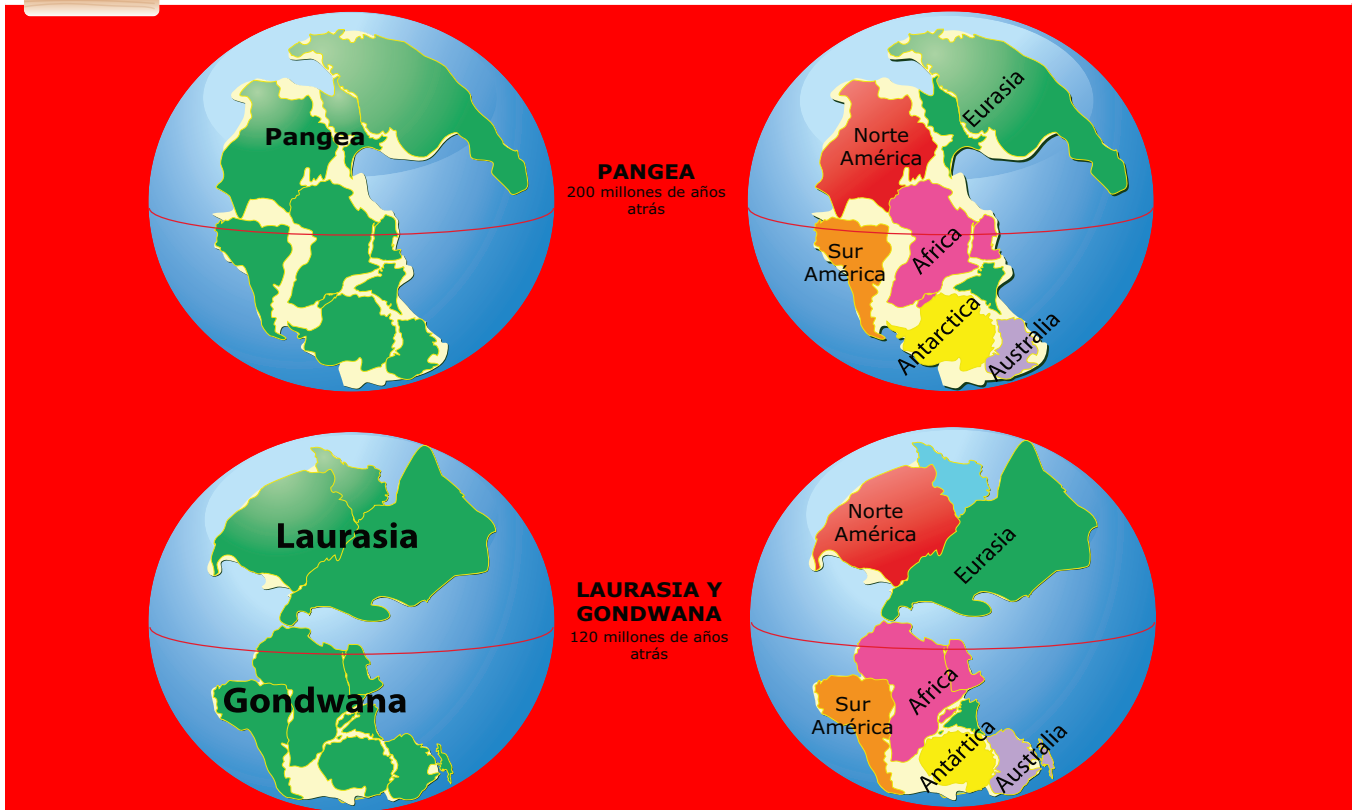 Pangea
PANGEA
200 millones de años
atrás
Norte
América
Eurasia
Sur
América
Africa
Antarctica
Australia
Laurasia
Gondwana
LAURASIA Y
GONDWANA
120 millones de años
atrás
Norte
América
Eurasia
Sur
América
Africa
Antártica
Australia